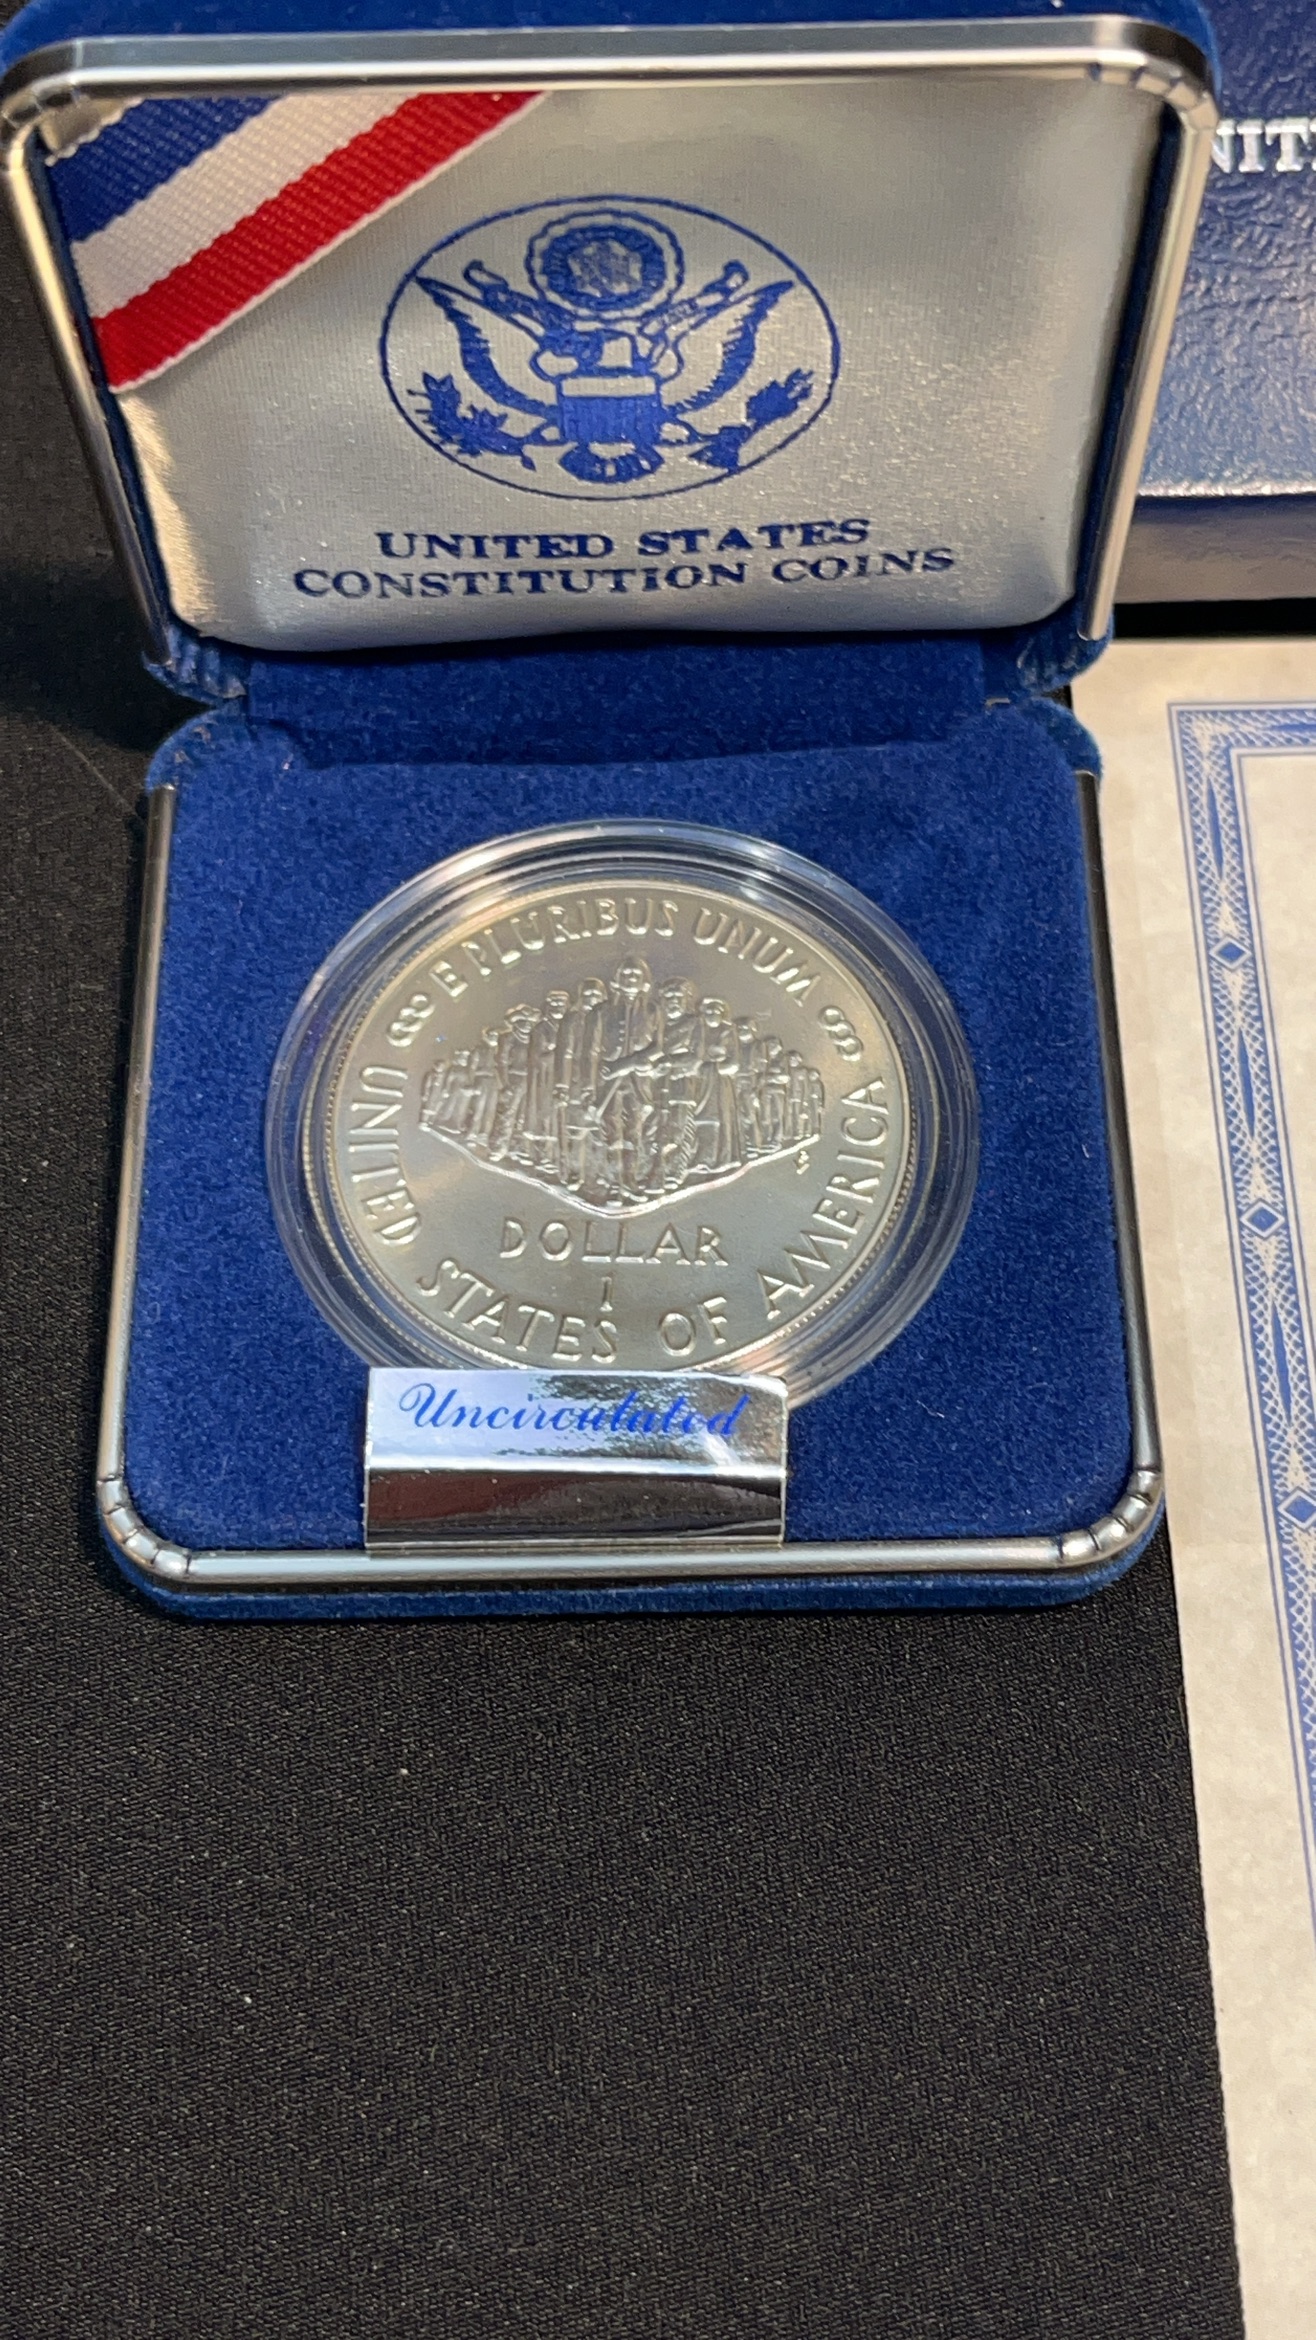 UNITED STATES
CONSTITUTION COINS
E PLURIBUS UNUM
DOLLAR
1
UNITED STATES OF AMERICA
Uncirculated